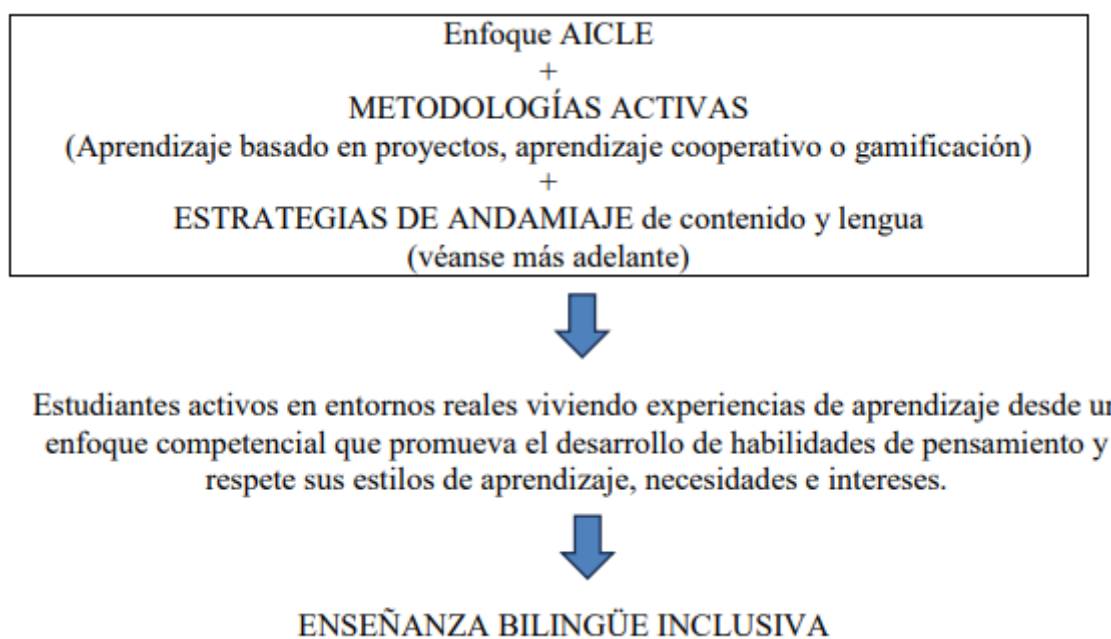 Enfoque AICLE
+
METODOLOGÍAS ACTIVAS
(Aprendizaje basado en proyectos, aprendizaje cooperativo o gamificación)
+
ESTRATEGIAS DE ANDAMIAJE de contenido y lengua
(véanse más adelante)
Estudiantes activos en entornos reales viviendo experiencias de aprendizaje desde un
enfoque competencial que promueva el desarrollo de habilidades de pensamiento y
respete sus estilos de aprendizaje, necesidades e intereses.
ENSEÑANZA BILINGÜE INCLUSIVA